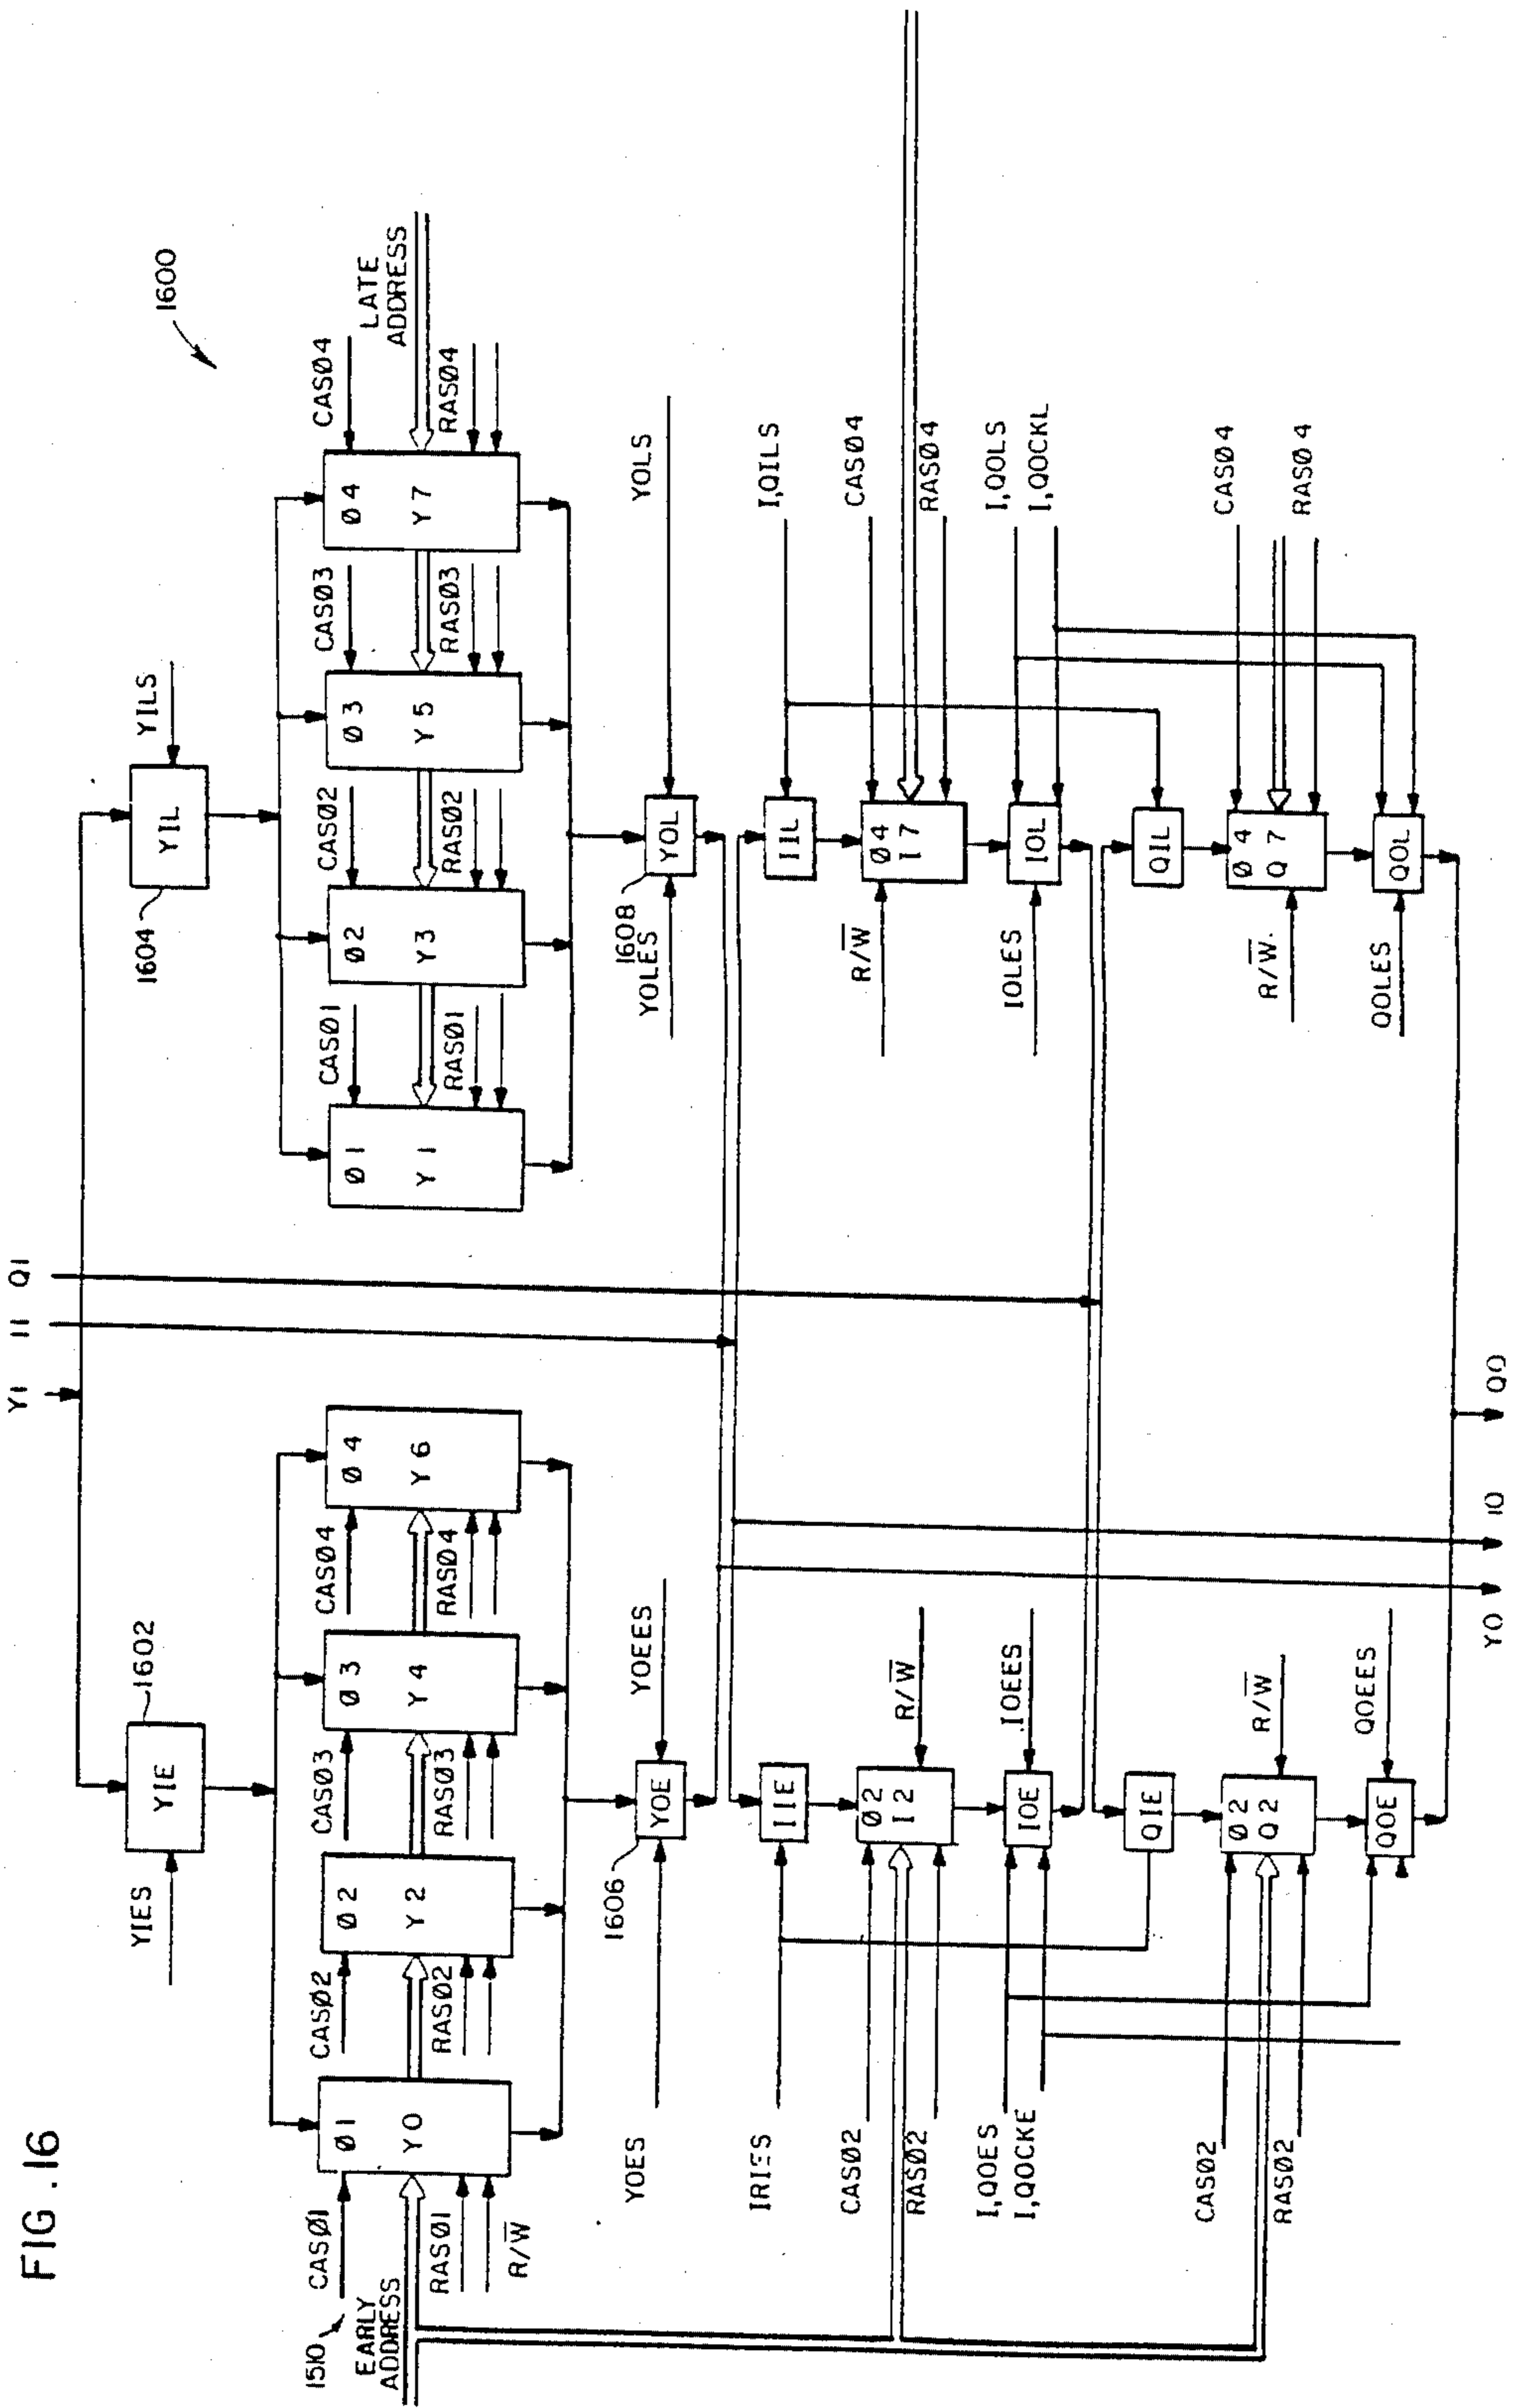 FIG.16
YI II QI
YIES
YIE
1602
1604
YIL
YILS
1600
CASØ1
Ø1
Y0
CASØ2
Ø2
Y2
CASØ3
Ø3
Y4
CASØ4
Ø4
Y6
Ø1
Y1
CASØ1
Ø2
Y3
CASØ2
Ø3
Y5
CASØ3
Ø4
Y7
CASØ4
1510
EARLY
ADDRESS
RASØ1
R/W̅
RASØ2
RASØ3
RASØ4
RASØ1
RASØ2
RASØ3
RASØ4
LATE
ADDRESS
YOES
1606
YOE
YOEES
1608
YOLES
YOL
YOLS
IRIES
IIE
IIL
I,QILS
CASØ2
RASØ2
Ø2
I2
R/W̅
R/W̅
Ø4
I7
CASØ4
RASØ4
I,QOES
I,QOCKE
IOE
IOEES
IOLES
IOL
I,QOLS
I,QOCKL
QIE
QIL
CASØ2
RASØ2
Ø2
Q2
R/W̅
R/W̅
Ø4
Q7
CASØ4
RASØ4
QOE
QOEES
QOLES
QOL
YO IO QO